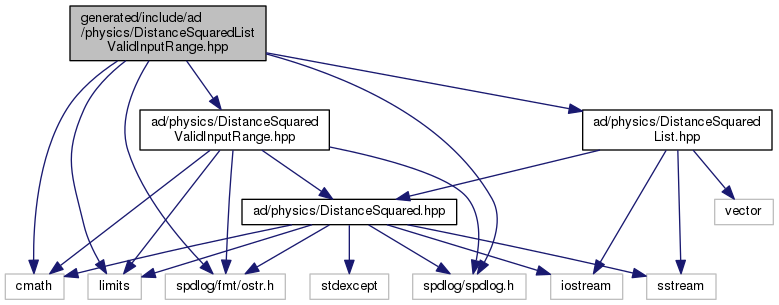 generated/include/ad
/physics/DistanceSquaredList
ValidInputRange.hpp
ad/physics/DistanceSquared
ValidInputRange.hpp
ad/physics/DistanceSquared
List.hpp
ad/physics/DistanceSquared.hpp
vector
cmath
limits
spdlog/fmt/ostr.h
stdexcept
spdlog/spdlog.h
iostream
sstream